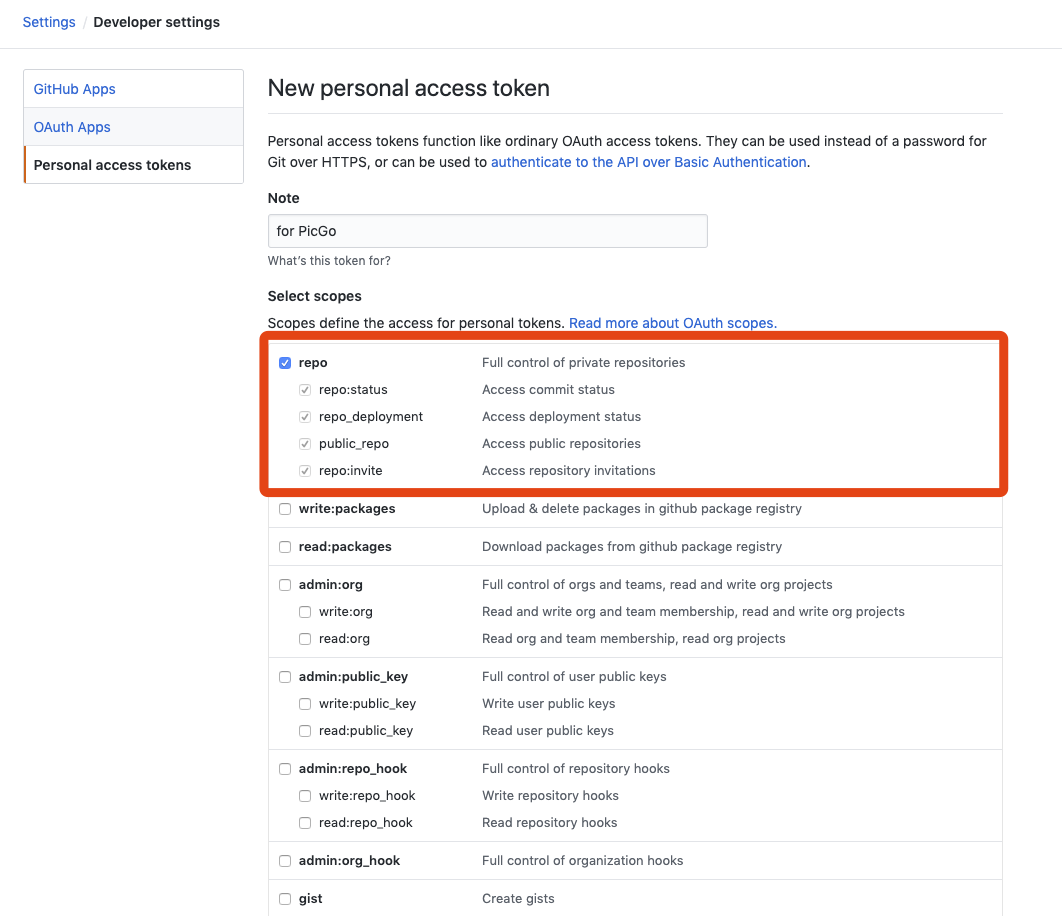 Settings / Developer settings
GitHub Apps
OAuth Apps
Personal access tokens
New personal access token
Personal access tokens function like ordinary OAuth access tokens. They can be used instead of a password for
Git over HTTPS, or can be used to authenticate to the API over Basic Authentication.
Note
for PicGo
What's this token for?
Select scopes
Scopes define the access for personal tokens. Read more about OAuth scopes.
repo Full control of private repositories
repo:status Access commit status
repo_deployment Access deployment status
public_repo Access public repositories
repo:invite Access repository invitations
write:packages Upload & delete packages in github package registry
read:packages Download packages from github package registry
admin:org Full control of orgs and teams, read and write org projects
write:org Read and write org and team membership, read and write org projects
read:org Read org and team membership, read org projects
admin:public_key Full control of user public keys
write:public_key Write user public keys
read:public_key Read user public keys
admin:repo_hook Full control of repository hooks
write:repo_hook Write repository hooks
read:repo_hook Read repository hooks
admin:org_hook Full control of organization hooks
gist Create gists